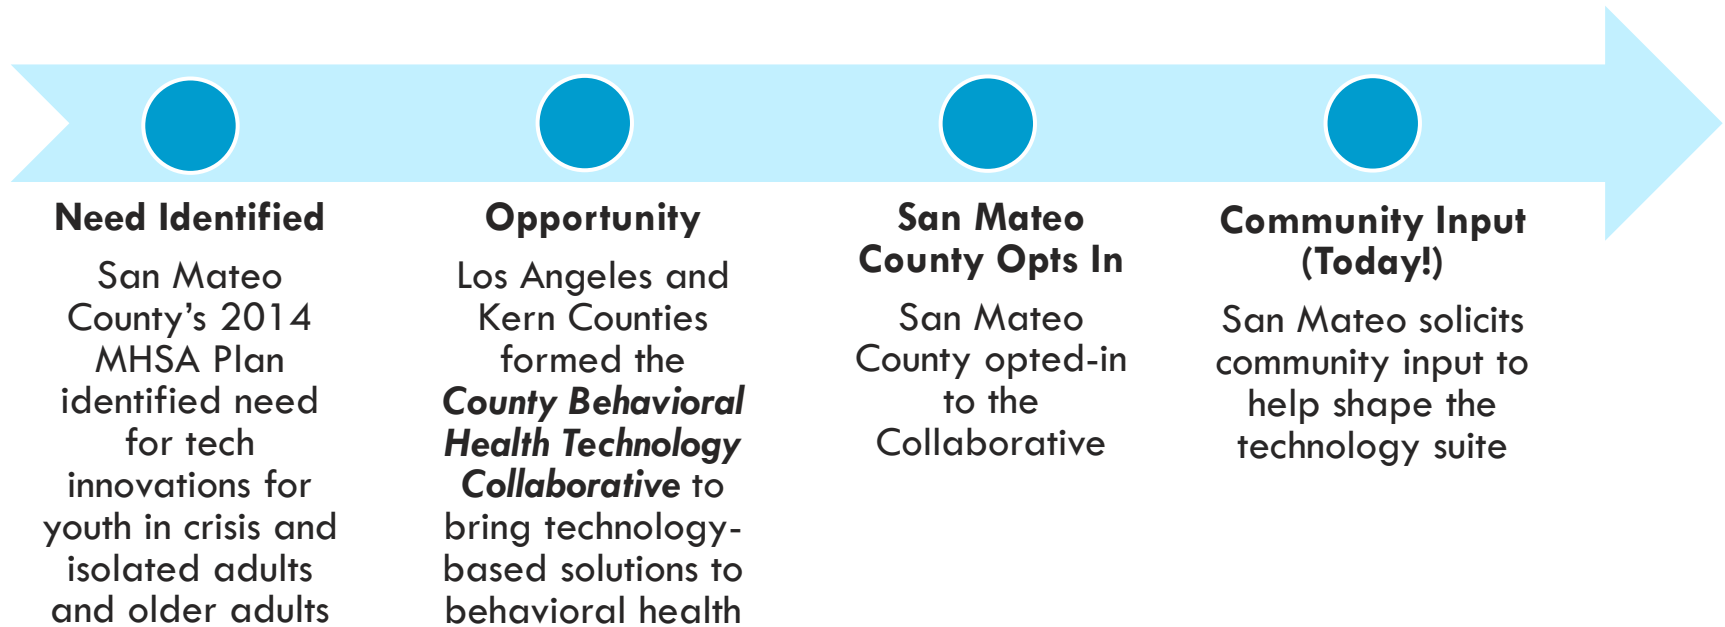 Need Identified
San Mateo
County’s 2014
MHSA Plan
identified need
for tech
innovations for
youth in crisis and
isolated adults
and older adults
Opportunity
Los Angeles and
Kern Counties
formed the
County Behavioral
Health Technology
Collaborative to
bring technology-
based solutions to
behavioral health
San Mateo
County Opts In
San Mateo
County opted-in
to the
Collaborative
Community Input
(Today!)
San Mateo solicits
community input to
help shape the
technology suite